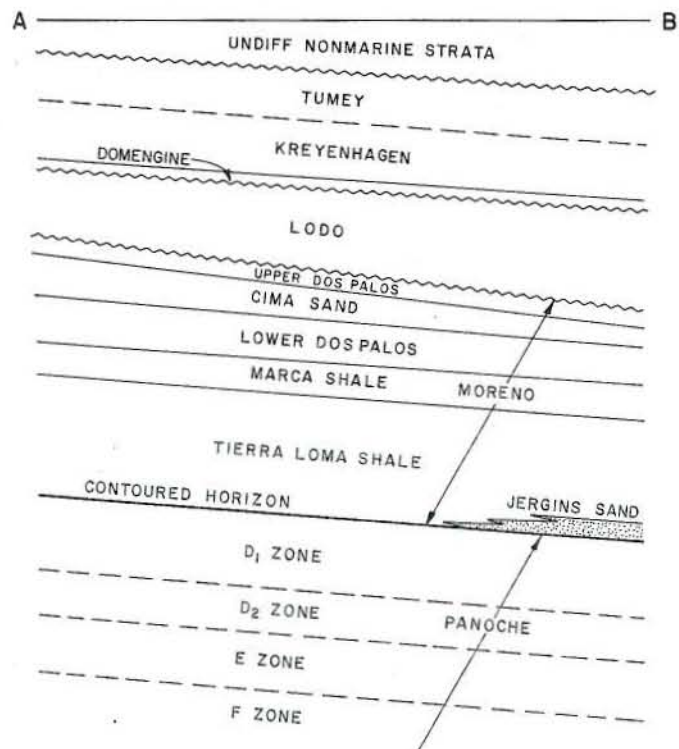 A
B
UNDIFF NONMARINE STRATA
TUMEY
KREYENHAGEN
DOMENGINE
LODO
UPPER DOS PALOS
CIMA SAND
LOWER DOS PALOS
MARCA SHALE
MORENO
TIERRA LOMA SHALE
CONTOURED HORIZON
JERGINS SAND
D₁ ZONE
D₂ ZONE
PANOCHE
E ZONE
F ZONE